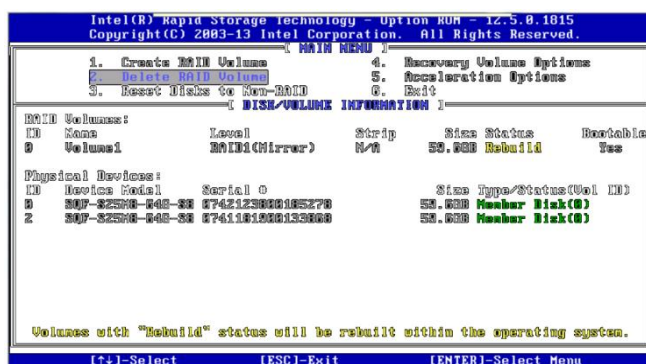 Intel(R) Rapid Storage Technology - Option ROM - 12.5.0.1815
Copyright(C) 2003-13 Intel Corporation. All Rights Reserved.
[ MAIN MENU ]
1. Create RAID Volume 4. Recovery Volume Options
2. Delete RAID Volume 5. Acceleration Options
3. Reset Disks to Non-RAID 6. Exit
[ DISK/VOLUME INFORMATION ]
RAID Volumes:
ID Name Level Strip Size Status Bootable
0 Volume1 RAID1(Mirror) N/A 59.6GB Rebuild Yes
Physical Devices:
ID Device Model Serial # Size Type/Status(Vol ID)
SQF-S25M8-64G-S8 59.6GB Member Disk(0)
2 SQF-S25M8-64G-S8 59.6GB Member Disk(0)
Volumes with "Rebuild" status will be rebuilt within the operating system.
[↑↓]-Select [ESC]-Exit [ENTER]-Select Menu